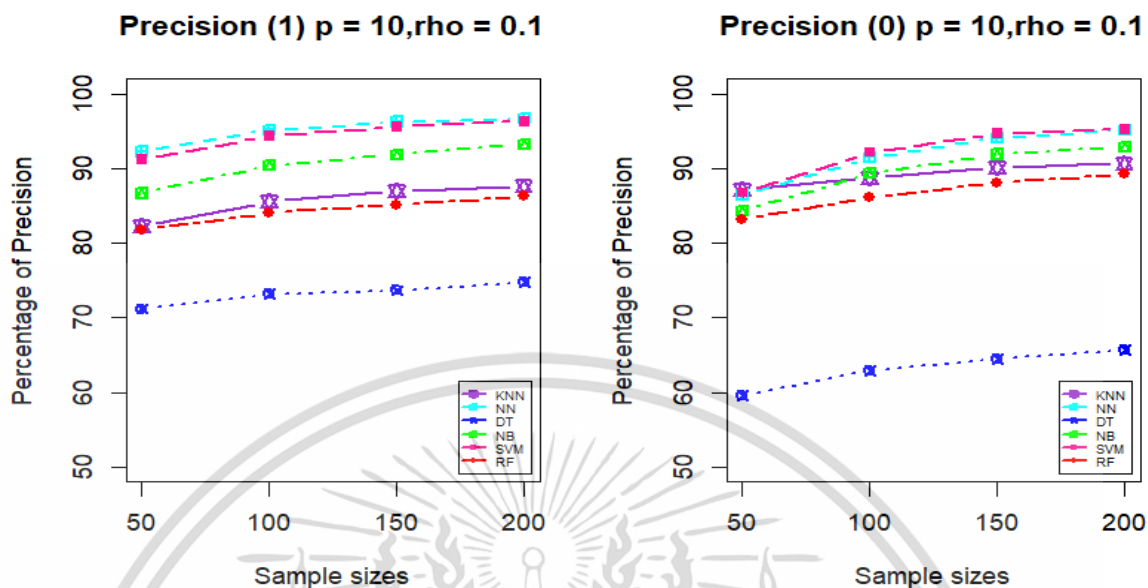 Precision (1) p = 10,rho = 0.1
Percentage of Precision
100
90
80
70
60
50
KNN
NN
DT
NB
SVM
RF
50 100 150 200
Sample sizes
Precision (0) p = 10,rho = 0.1
Percentage of Precision
100
90
80
70
60
50
KNN
NN
DT
NB
SVM
RF
50 100 150 200
Sample sizes